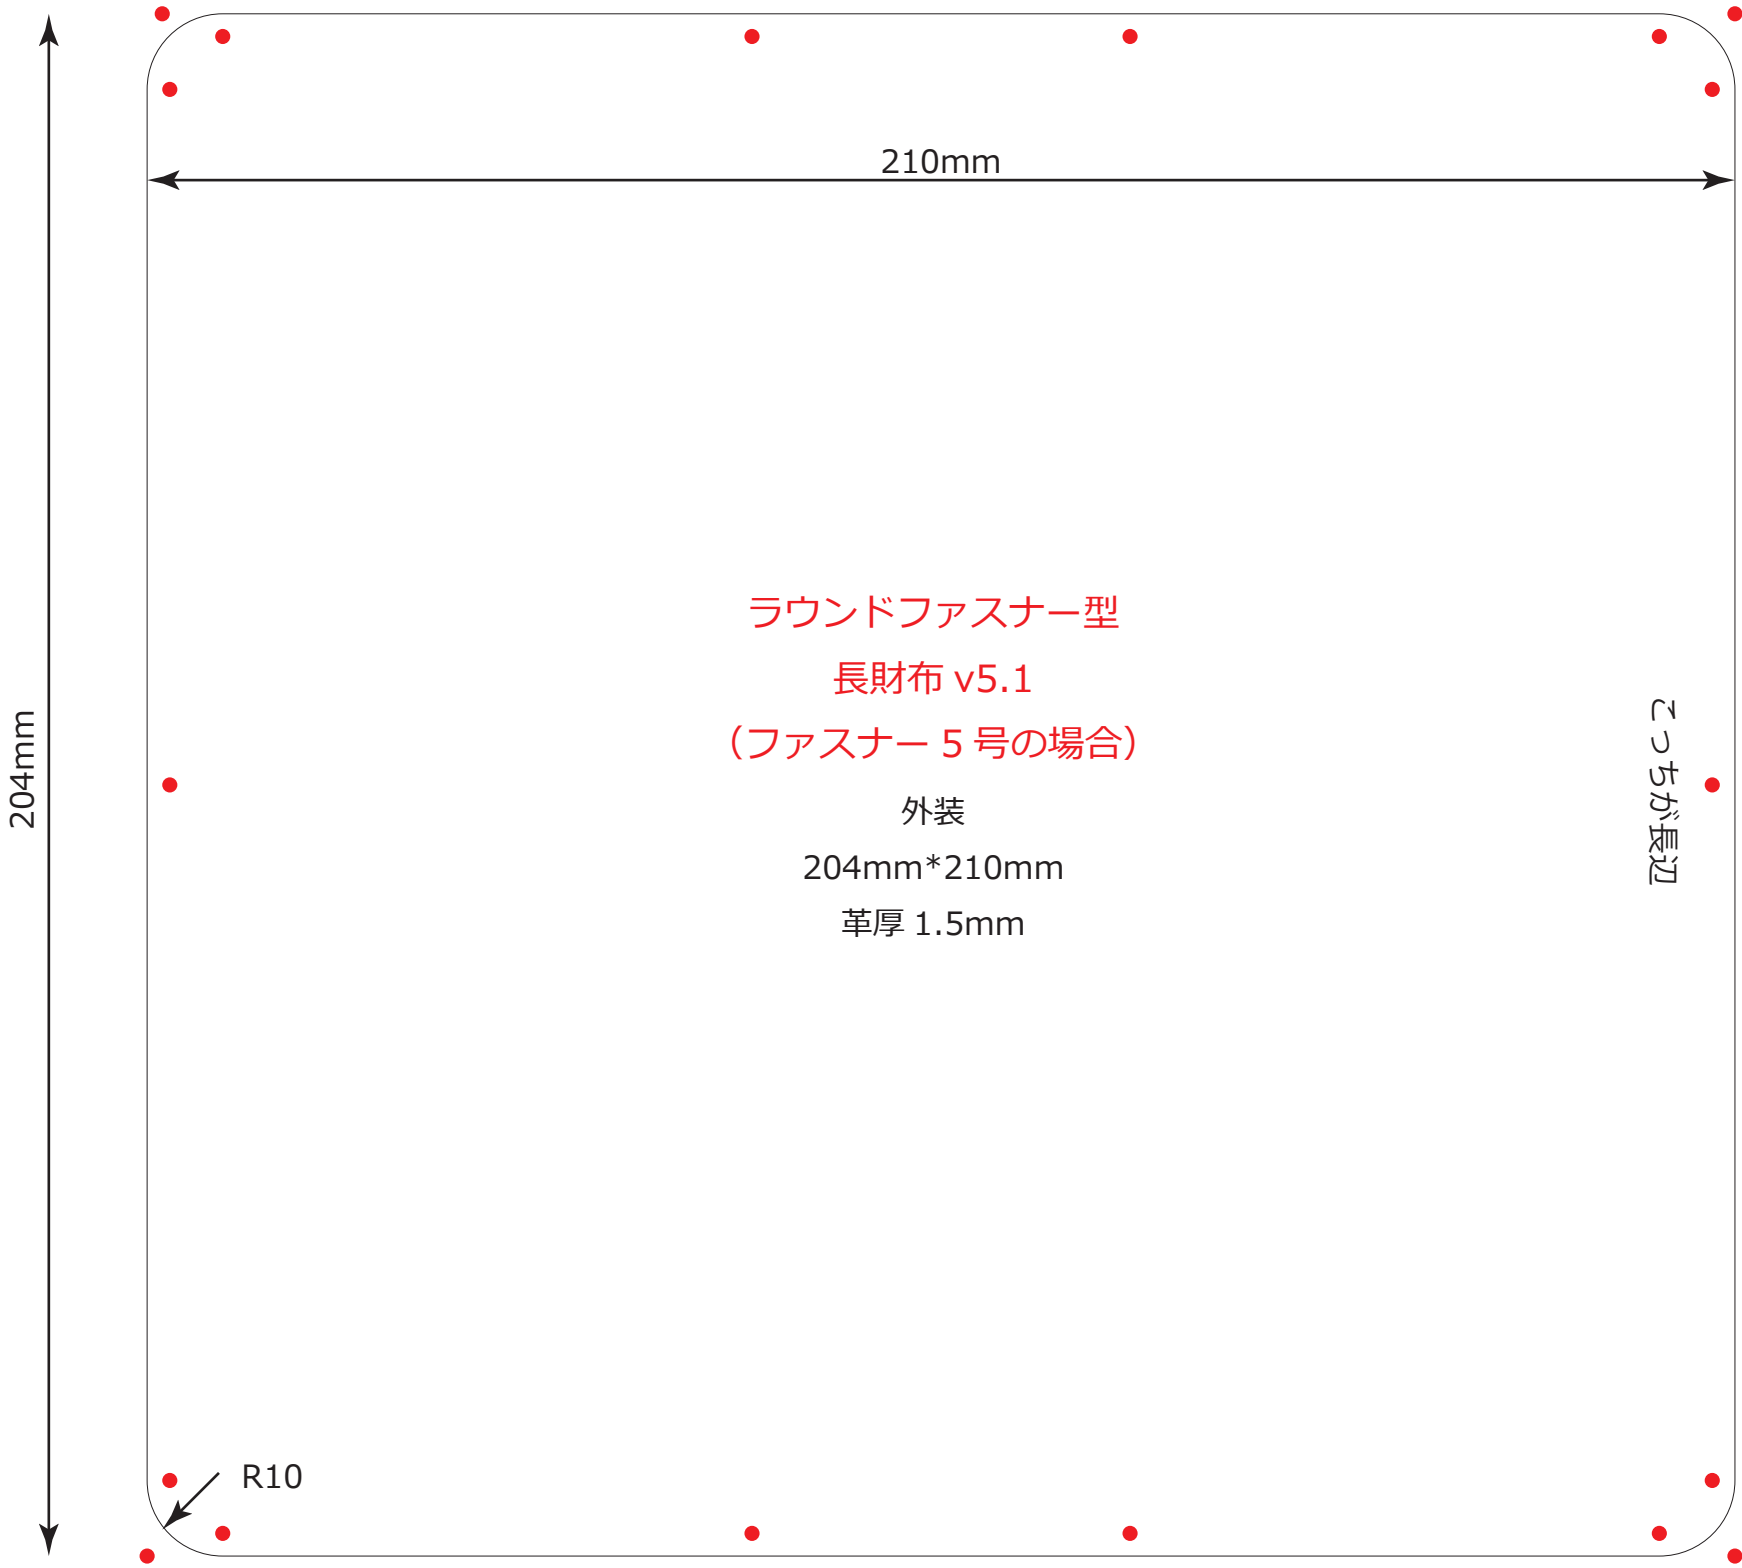 210mm
204mm
ラウンドファスナー型
長財布 v5.1
（ファスナー 5 号の場合）
外装
204mm*210mm
革厚 1.5mm
こっちが長辺
R10